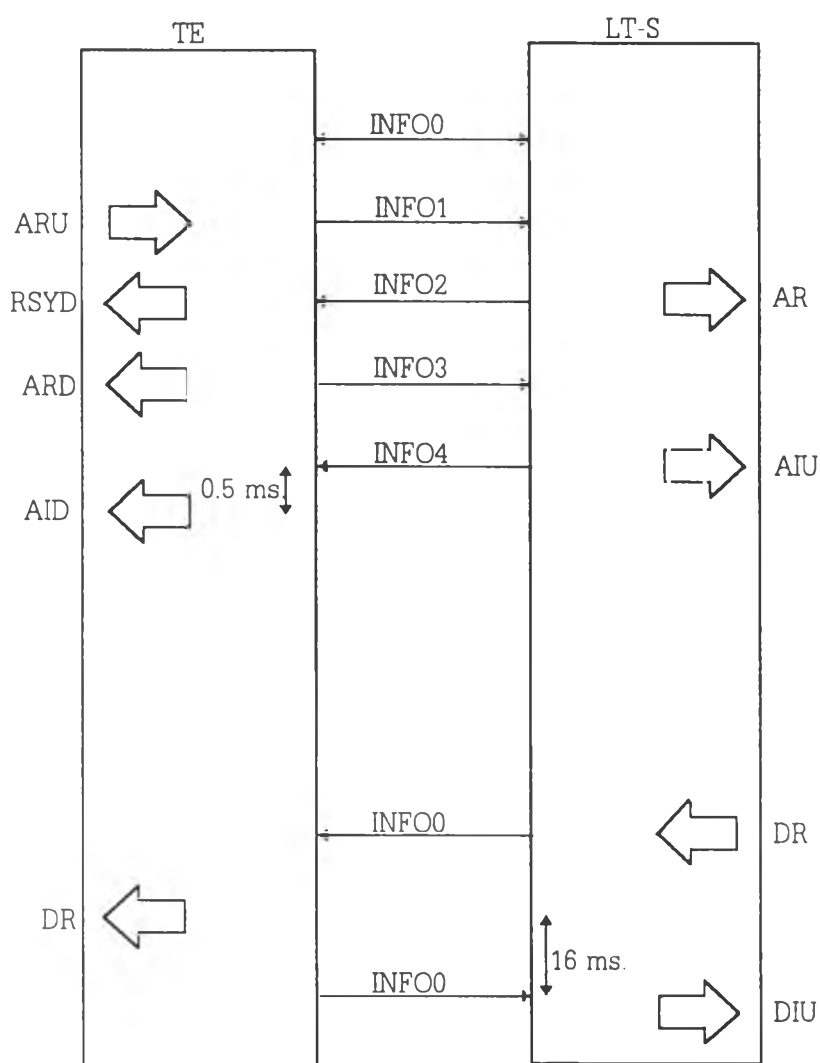 TE
LT-S
INFO0
ARU
INFO1
RSYD
INFO2
AR
ARD
INFO3
INFO4
AIU
0.5 ms.
AID
INFO0
DR
DR
16 ms.
INFO0
DIU